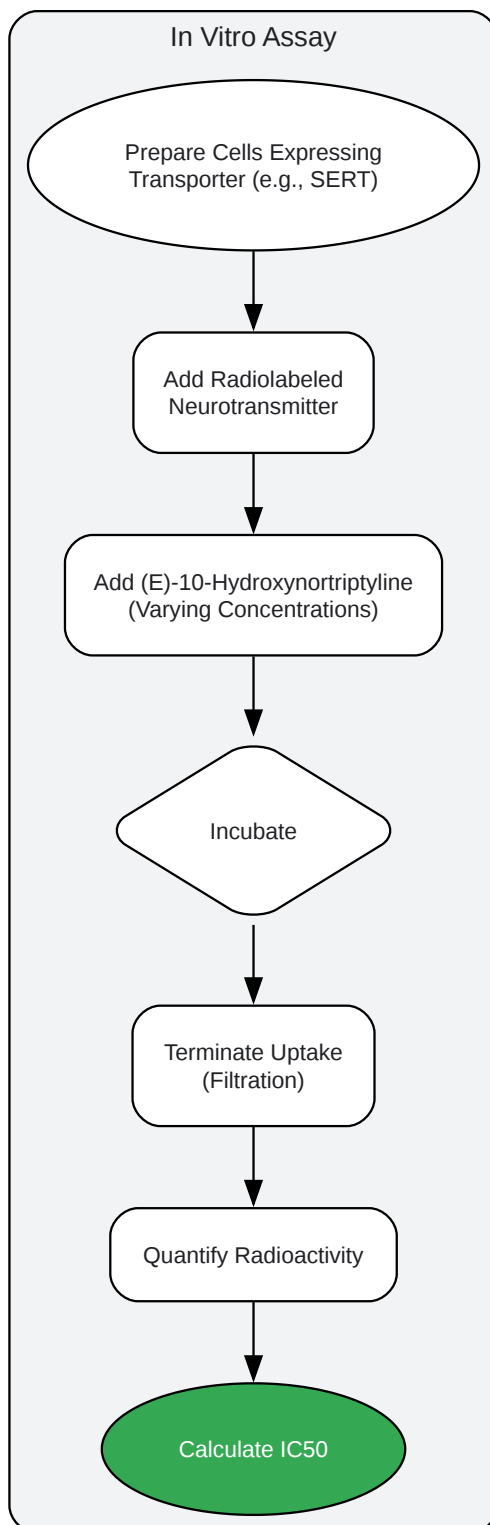 In Vitro Assay
Prepare Cells Expressing
Transporter (e.g., SERT)
Add Radiolabeled
Neurotransmitter
Add (E)-10-Hydroxynortriptyline
(Varying Concentrations)
Incubate
Terminate Uptake
(Filtration)
Quantify Radioactivity
Calculate IC50